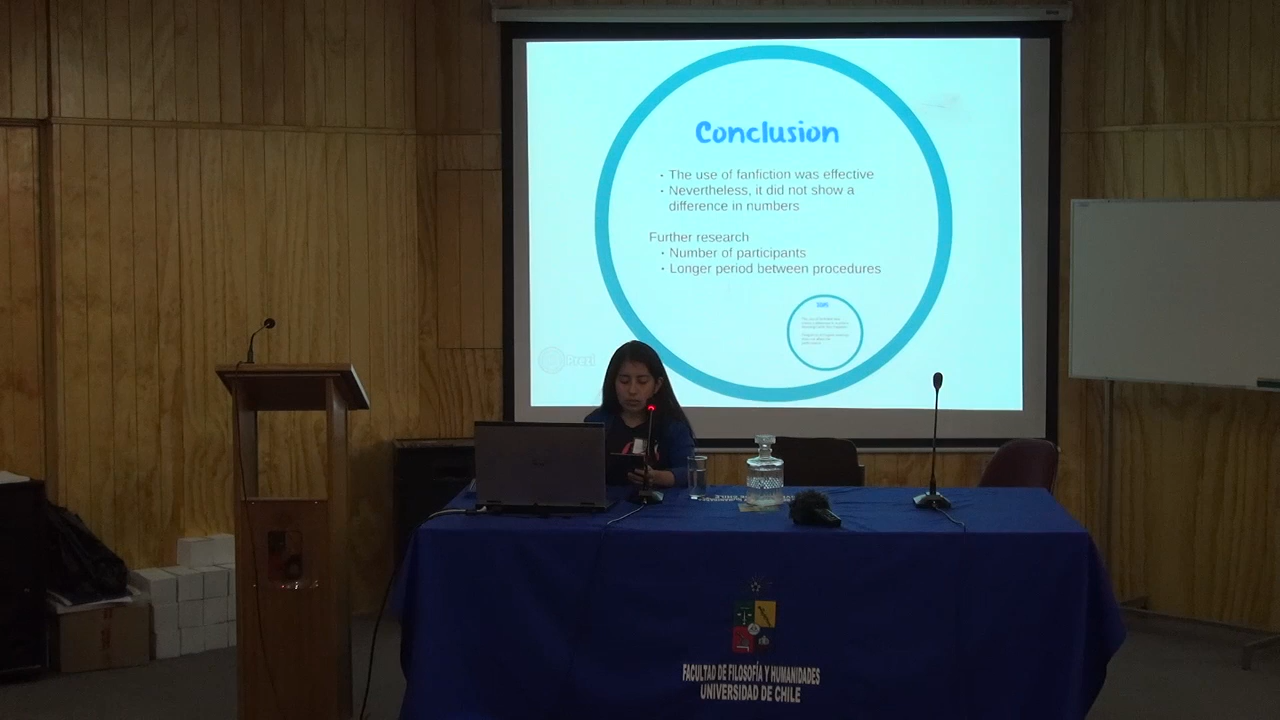 Conclusion
· The use of fanfiction was effective
· Nevertheless, it did not show a
difference in numbers
Further research
· Number of participants
· Longer period between procedures
Prezi
FACULTAD DE FILOSOFÍA Y HUMANIDADES
UNIVERSIDAD DE CHILE